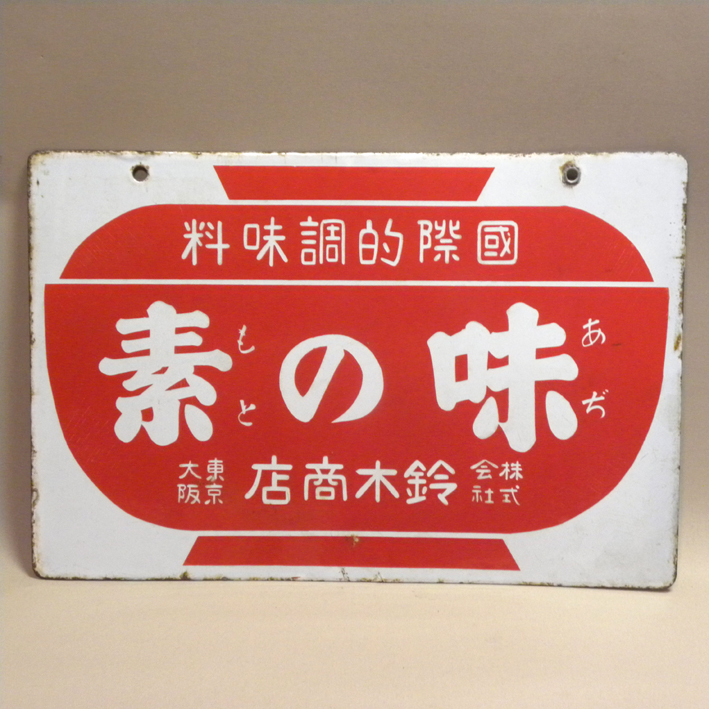 國際的調味料
味の素
あぢ もと
株式会社 鈴木商店 東京 大阪